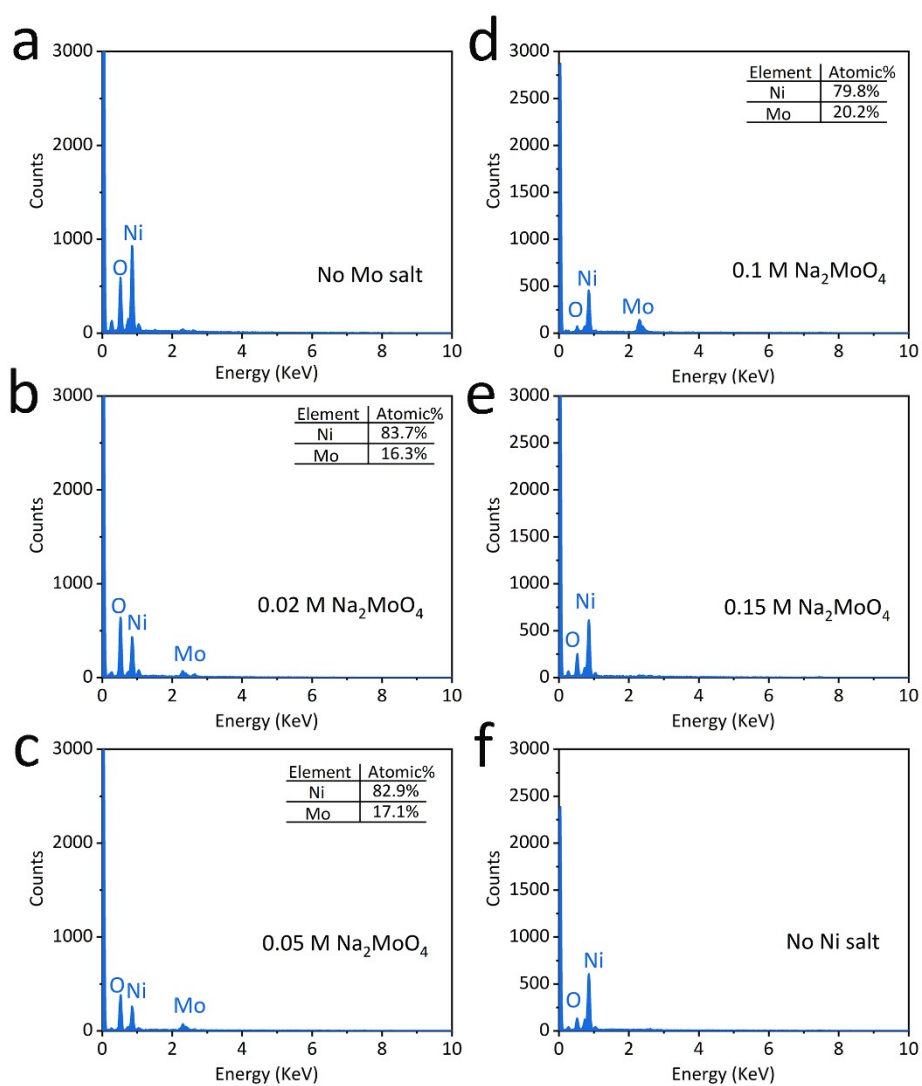 a
3000
2000
1000
0
Counts
O
Ni
No Mo salt
0 2 4 6 8 10
Energy (KeV)
b
3000
2000
1000
0
Counts
Element Atomic%
Ni 83.7%
Mo 16.3%
O
Ni
Mo
0.02 M Na₂MoO₄
0 2 4 6 8 10
Energy (KeV)
c
3000
2000
1000
0
Counts
Element Atomic%
Ni 82.9%
Mo 17.1%
O
Ni
Mo
0.05 M Na₂MoO₄
0 2 4 6 8 10
Energy (KeV)
d
3000
2500
2000
1500
1000
500
0
Counts
Element Atomic%
Ni 79.8%
Mo 20.2%
O
Ni
Mo
0.1 M Na₂MoO₄
0 2 4 6 8 10
Energy (KeV)
e
3000
2500
2000
1500
1000
500
0
Counts
O
Ni
0.15 M Na₂MoO₄
0 2 4 6 8 10
Energy (KeV)
f
3000
2500
2000
1500
1000
500
0
Counts
O
Ni
No Ni salt
0 2 4 6 8 10
Energy (KeV)